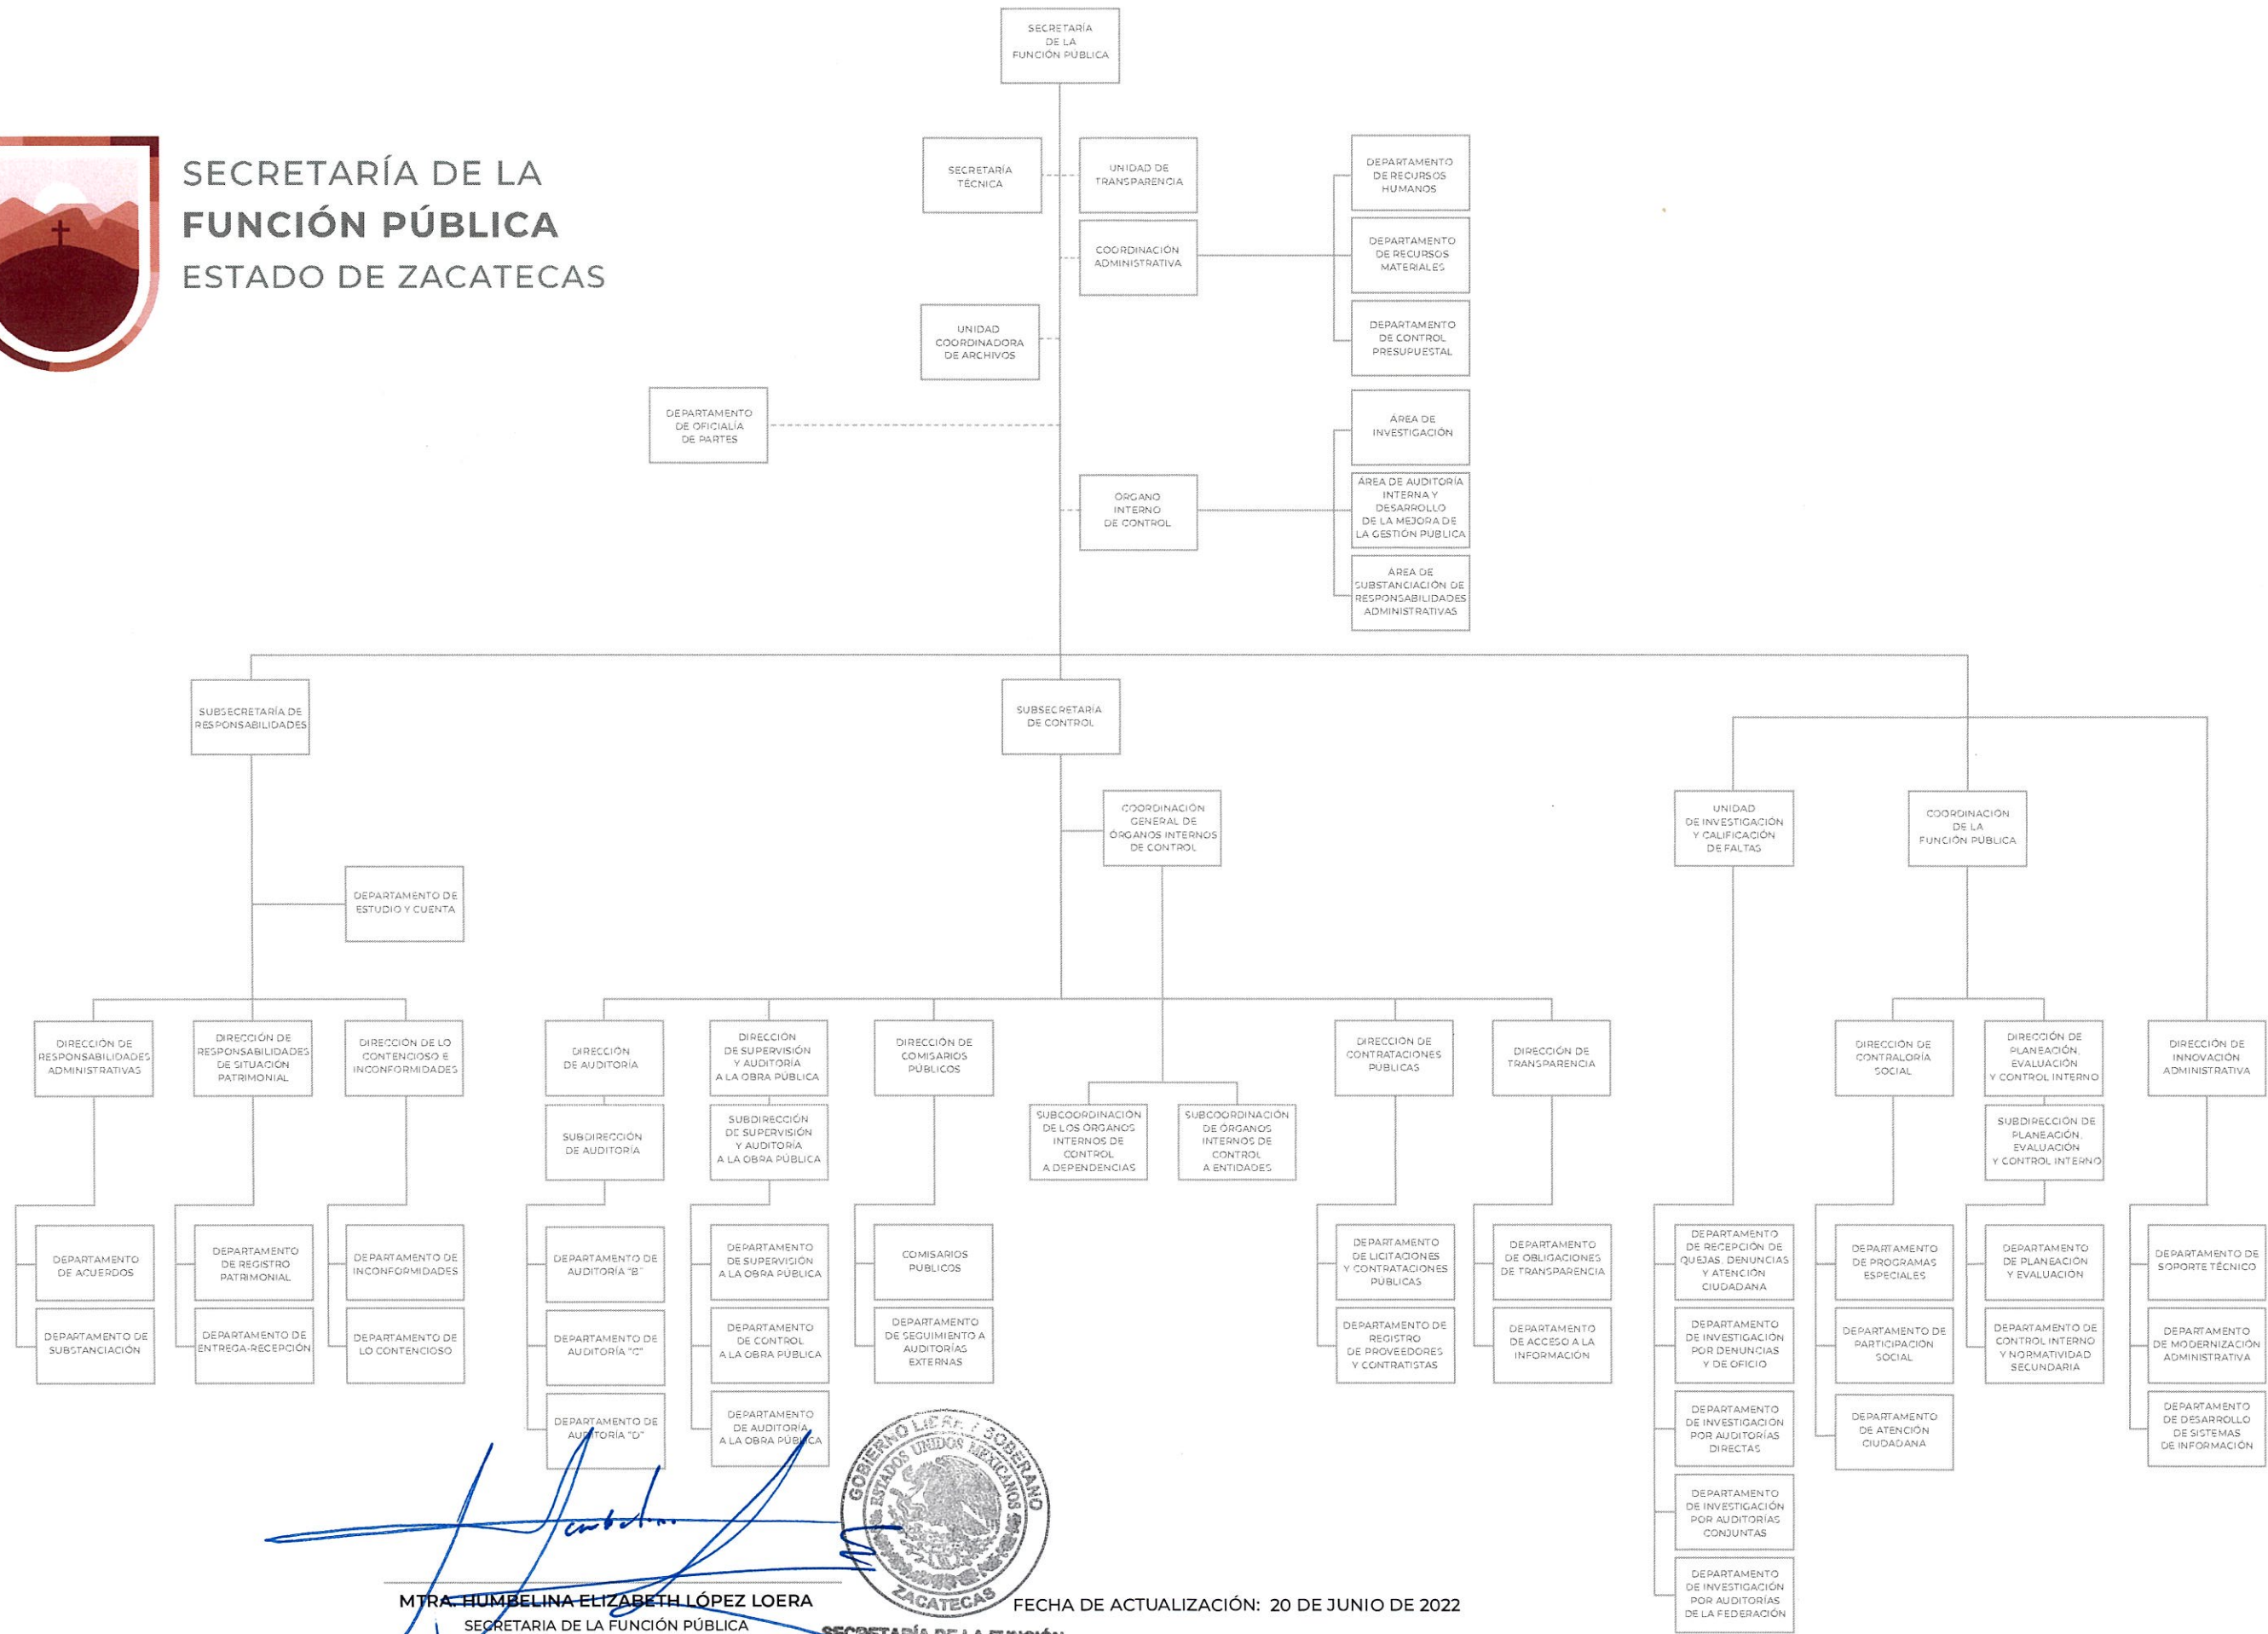 SECRETARÍA
DE LA
FUNCIÓN PÚBLICA
SECRETARÍA DE LA
FUNCIÓN PÚBLICA
ESTADO DE ZACATECAS
SECRETARÍA
TÉCNICA
UNIDAD DE
TRANSPARENCIA
DEPARTAMENTO
DE RECURSOS
HUMANOS
COORDINACIÓN
ADMINISTRATIVA
DEPARTAMENTO
DE RECURSOS
MATERIALES
UNIDAD
COORDINADORA
DE ARCHIVOS
DEPARTAMENTO
DE CONTROL
PRESUPUESTAL
DEPARTAMENTO
DE OFICIALÍA
DE PARTES
ÁREA DE
INVESTIGACIÓN
ÓRGANO
INTERNO
DE CONTROL
ÁREA DE AUDITORÍA
INTERNA Y
DESARROLLO
DE LA MEJORA DE
LA GESTIÓN PÚBLICA
ÁREA DE
SUBSTANCIACIÓN DE
RESPONSABILIDADES
ADMINISTRATIVAS
SUBSECRETARÍA DE
RESPONSABILIDADES
SUBSECRETARÍA
DE CONTROL
COORDINACIÓN
GENERAL DE
ÓRGANOS INTERNOS
DE CONTROL
UNIDAD
DE INVESTIGACIÓN
Y CALIFICACIÓN
DE FALTAS
COORDINACIÓN
DE LA
FUNCIÓN PÚBLICA
DEPARTAMENTO DE
ESTUDIO Y CUENTA
DIRECCIÓN DE
RESPONSABILIDADES
ADMINISTRATIVAS
DIRECCIÓN DE
RESPONSABILIDADES
DE SITUACIÓN
PATRIMONIAL
DIRECCIÓN DE LO
CONTENCIOSO E
INCONFORMIDADES
DIRECCIÓN
DE AUDITORÍA
DIRECCIÓN
DE SUPERVISIÓN
Y AUDITORÍA
A LA OBRA PÚBLICA
DIRECCIÓN DE
COMISARIOS
PÚBLICOS
DIRECCIÓN DE
CONTRATACIONES
PÚBLICAS
DIRECCIÓN DE
TRANSPARENCIA
DIRECCIÓN DE
CONTRALORÍA
SOCIAL
DIRECCIÓN DE
PLANEACIÓN,
EVALUACIÓN
Y CONTROL INTERNO
DIRECCIÓN DE
INNOVACIÓN
ADMINISTRATIVA
SUBDIRECCIÓN
DE AUDITORÍA
SUBDIRECCIÓN
DE SUPERVISIÓN
Y AUDITORÍA
A LA OBRA PÚBLICA
SUBCOORDINACIÓN
DE LOS ÓRGANOS
INTERNOS DE
CONTROL
A DEPENDENCIAS
SUBCOORDINACIÓN
DE ÓRGANOS
INTERNOS DE
CONTROL
A ENTIDADES
SUBDIRECCIÓN DE
PLANEACIÓN,
EVALUACIÓN
Y CONTROL INTERNO
DEPARTAMENTO
DE ACUERDOS
DEPARTAMENTO
DE REGISTRO
PATRIMONIAL
DEPARTAMENTO DE
INCONFORMIDADES
DEPARTAMENTO DE
AUDITORÍA "B"
DEPARTAMENTO
DE SUPERVISIÓN
A LA OBRA PÚBLICA
COMISARIOS
PÚBLICOS
DEPARTAMENTO
DE LICITACIONES
Y CONTRATACIONES
PÚBLICAS
DEPARTAMENTO
DE OBLIGACIONES
DE TRANSPARENCIA
DEPARTAMENTO
DE RECEPCIÓN DE
QUEJAS, DENUNCIAS
Y ATENCIÓN
CIUDADANA
DEPARTAMENTO
DE PROGRAMAS
ESPECIALES
DEPARTAMENTO
DE PLANEACIÓN
Y EVALUACIÓN
DEPARTAMENTO DE
SOPORTE TÉCNICO
DEPARTAMENTO DE
SUBSTANCIACIÓN
DEPARTAMENTO DE
ENTREGA-RECEPCIÓN
DEPARTAMENTO DE
LO CONTENCIOSO
DEPARTAMENTO DE
AUDITORÍA "C"
DEPARTAMENTO
DE CONTROL
A LA OBRA PÚBLICA
DEPARTAMENTO
DE SEGUIMIENTO A
AUDITORÍAS
EXTERNAS
DEPARTAMENTO DE
REGISTRO
DE PROVEEDORES
Y CONTRATISTAS
DEPARTAMENTO
DE ACCESO A LA
INFORMACIÓN
DEPARTAMENTO
DE INVESTIGACIÓN
POR DENUNCIAS
Y DE OFICIO
DEPARTAMENTO DE
PARTICIPACIÓN
SOCIAL
DEPARTAMENTO DE
CONTROL INTERNO
Y NORMATIVIDAD
SECUNDARIA
DEPARTAMENTO
DE MODERNIZACIÓN
ADMINISTRATIVA
DEPARTAMENTO DE
AUDITORÍA "D"
DEPARTAMENTO
DE AUDITORÍA
A LA OBRA PÚBLICA
DEPARTAMENTO
DE INVESTIGACIÓN
POR AUDITORÍAS
DIRECTAS
DEPARTAMENTO
DE ATENCIÓN
CIUDADANA
DEPARTAMENTO
DE DESARROLLO
DE SISTEMAS
DE INFORMACIÓN
DEPARTAMENTO
DE INVESTIGACIÓN
POR AUDITORÍAS
CONJUNTAS
DEPARTAMENTO
DE INVESTIGACIÓN
POR AUDITORÍAS
DE LA FEDERACIÓN
GOBIERNO LIBRE Y SOBERANO
ESTADOS UNIDOS MEXICANOS
ZACATECAS
MTRA. HUMBELINA ELIZABETH LÓPEZ LOERA
SECRETARIA DE LA FUNCIÓN PÚBLICA
FECHA DE ACTUALIZACIÓN: 20 DE JUNIO DE 2022
SECRETARÍA DE LA FUNCIÓN